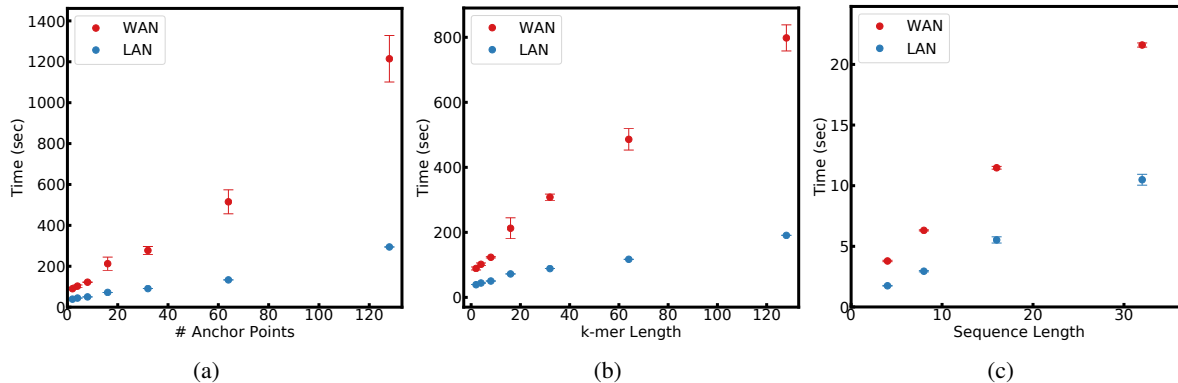 1400
1200
1000
800
600
400
200
0
Time (sec)
WAN
LAN
0 20 40 60 80 100 120
# Anchor Points
(a)
800
600
400
200
0
Time (sec)
WAN
LAN
0 20 40 60 80 100 120
k-mer Length
(b)
20
15
10
5
0
Time (sec)
WAN
LAN
0 10 20 30
Sequence Length
(c)